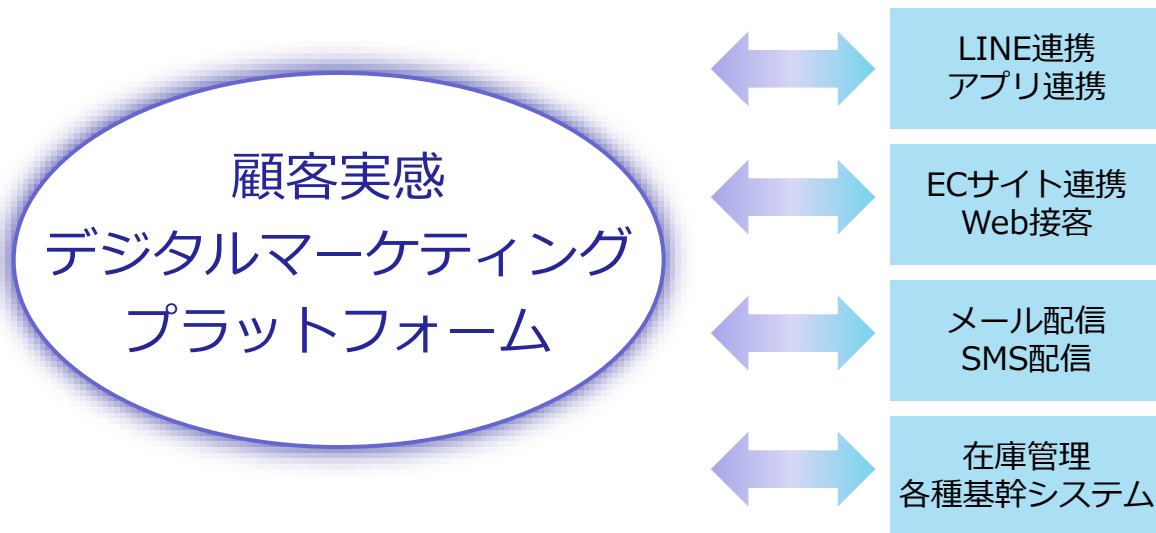 顧客実感
デジタルマーケティング
プラットフォーム
LINE連携
アプリ連携
ECサイト連携
Web接客
メール配信
SMS配信
在庫管理
各種基幹システム